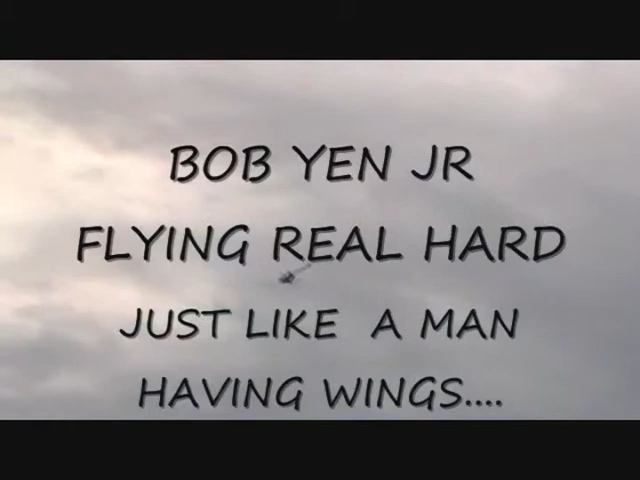 BOB YEN JR
FLYING REAL HARD
JUST LIKE A MAN
HAVING WINGS....